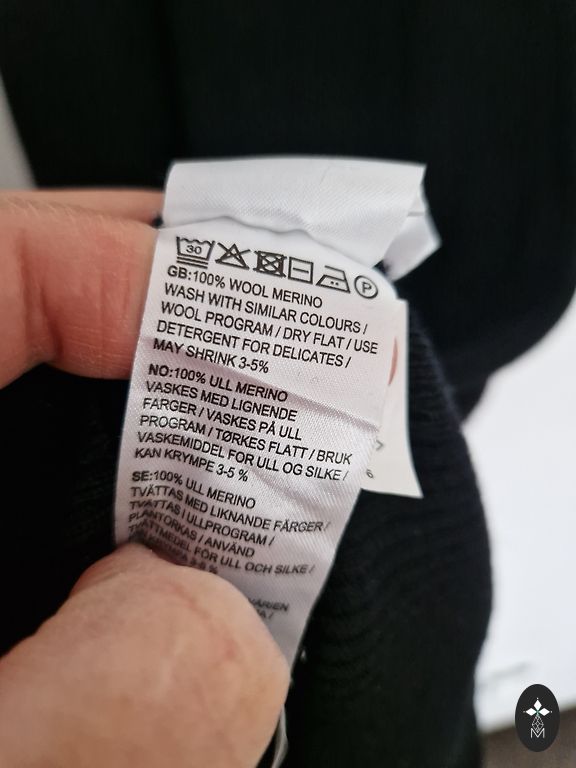 30 P
GB:100% WOOL MERINO
WASH WITH SIMILAR COLOURS /
WOOL PROGRAM / DRY FLAT / USE
DETERGENT FOR DELICATES /
MAY SHRINK 3-5%
NO:100% ULL MERINO
VASKES MED LIGNENDE
FARGER / VASKES PÅ ULL
PROGRAM / TØRKES FLATT / BRUK
VASKEMIDDEL FOR ULL OG SILKE /
KAN KRYMPE 3-5 %
SE:100% ULL MERINO
TVÄTTAS MED LIKNANDE FÄRGER /
TVÄTTAS I ULLPROGRAM /
PLANTORKAS / ANVÄND
TVÄTTMEDEL FÖR ULL OCH SILKE /
6
M